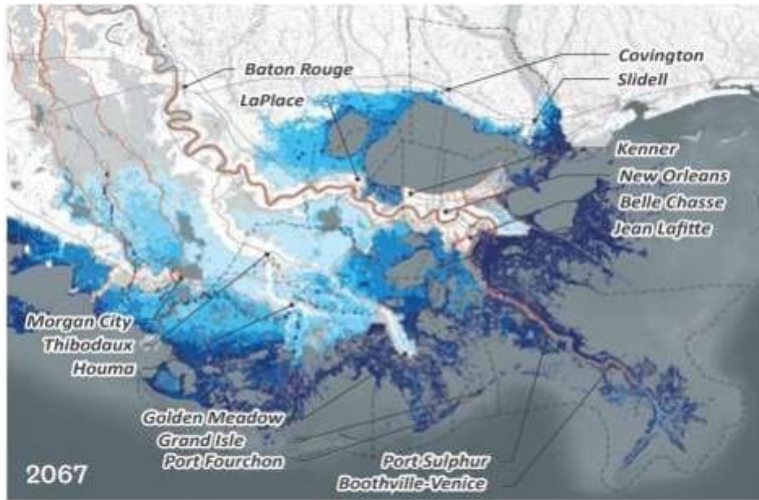 Baton Rouge
LaPlace
Covington
Slidell
Kenner
New Orleans
Belle Chasse
Jean Lafitte
Morgan City
Thibodaux
Houma
Golden Meadow
Grand Isle
Port Fourchon
Port Sulphur
Boothville-Venice
2067